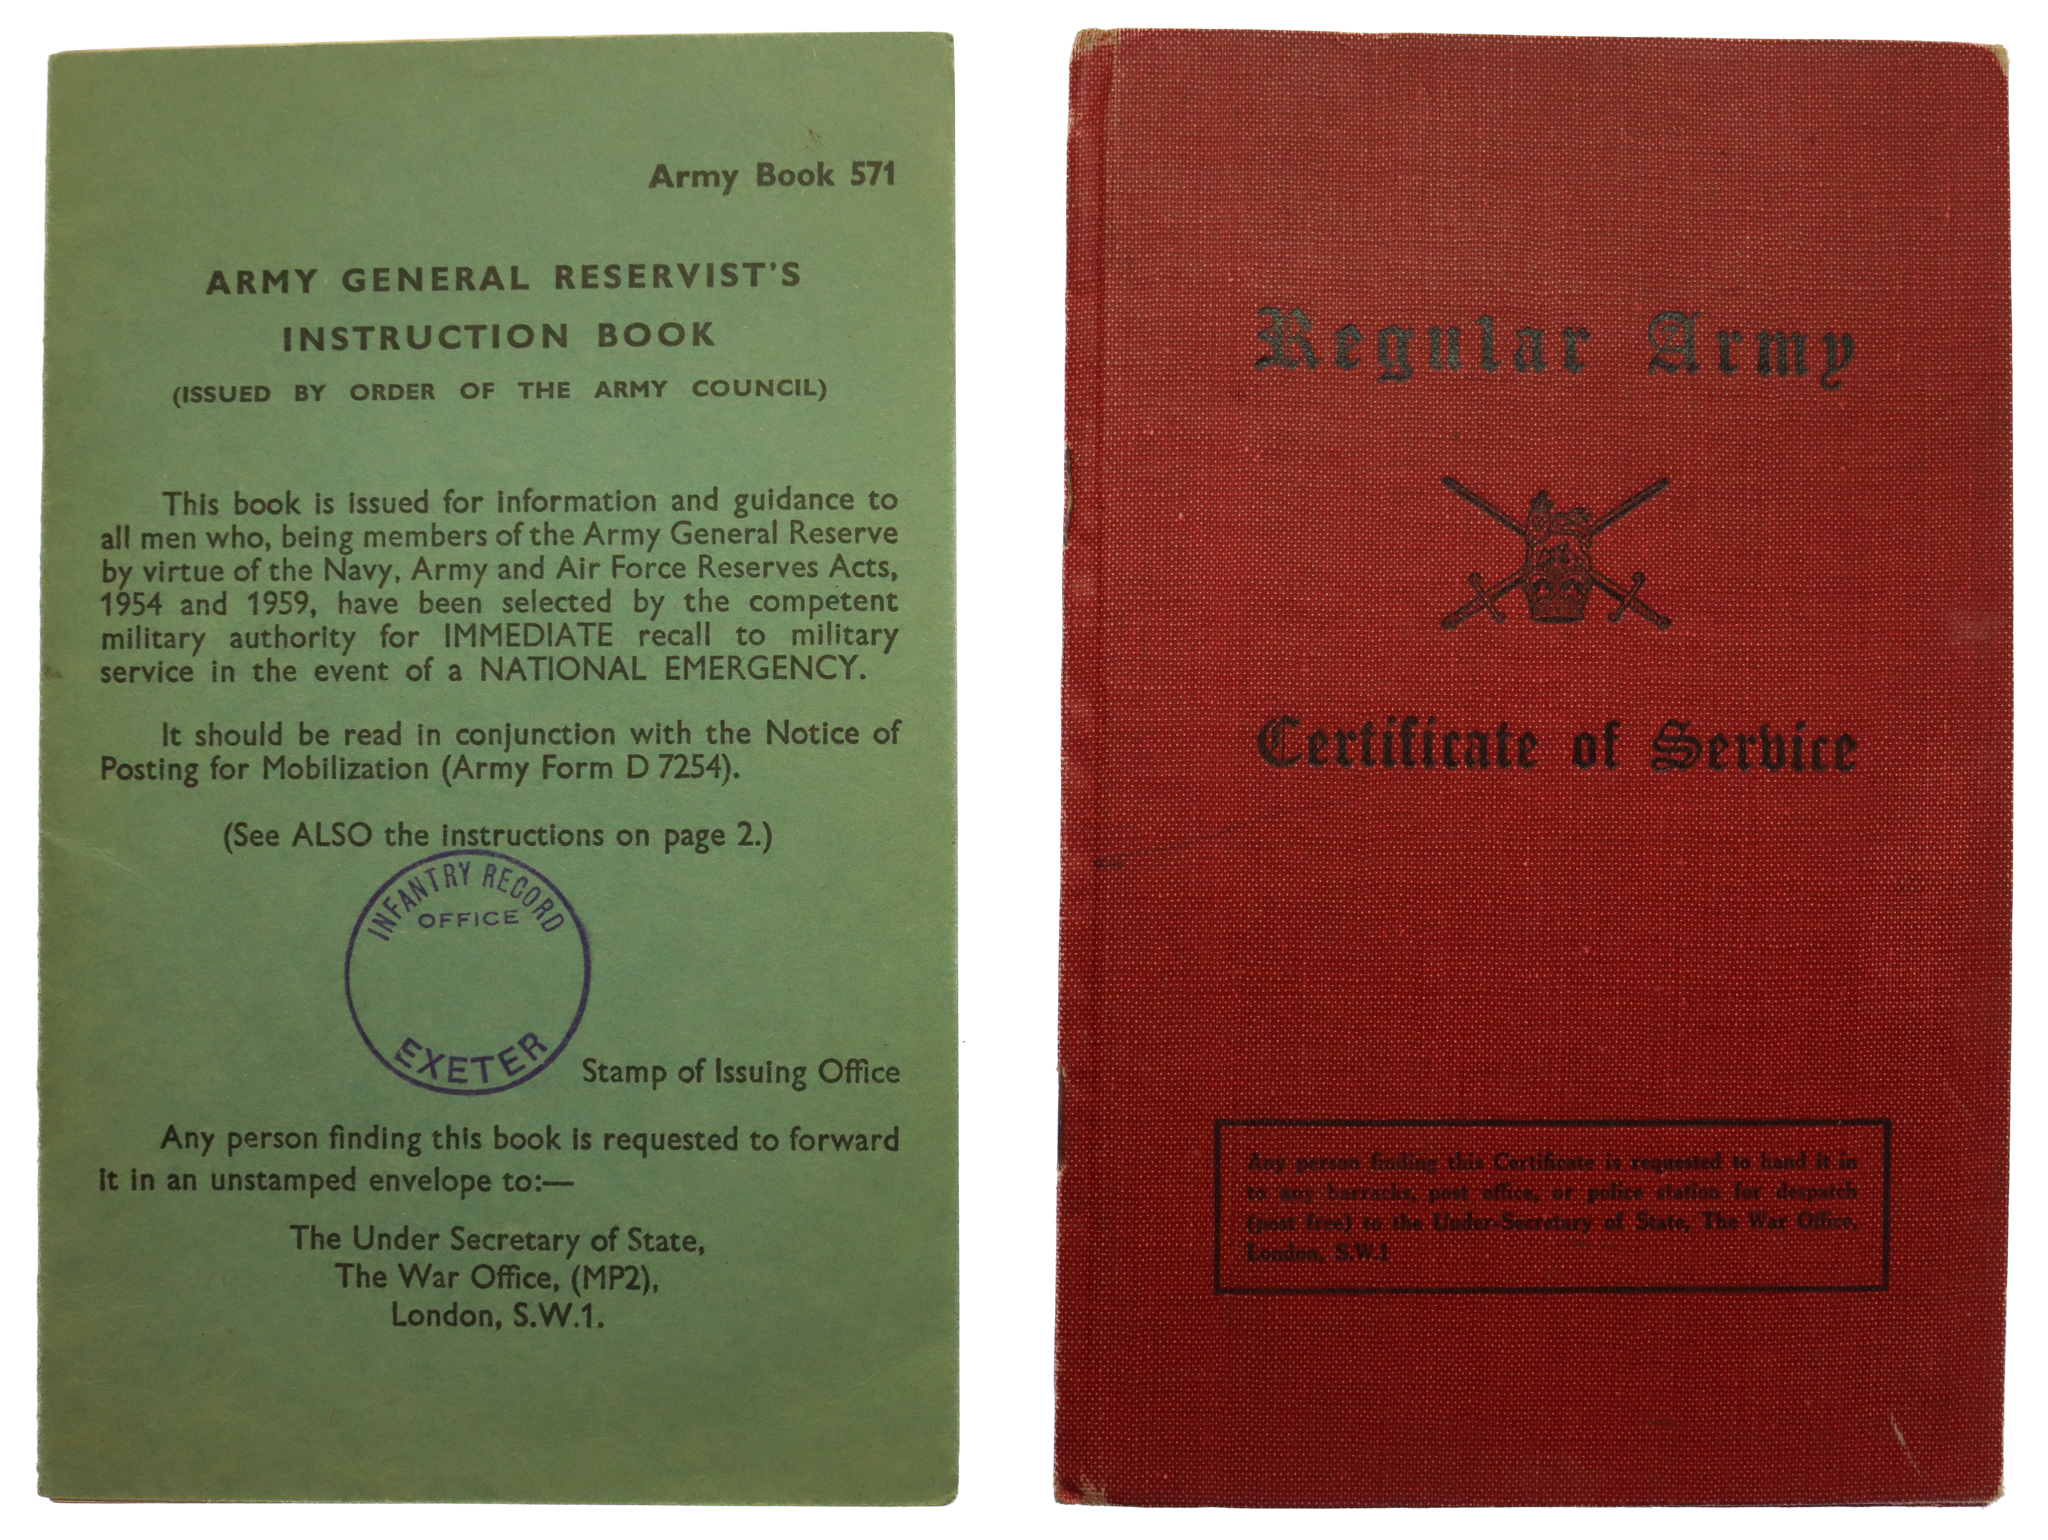 Army Book 571
ARMY GENERAL RESERVIST'S
INSTRUCTION BOOK
(ISSUED BY ORDER OF THE ARMY COUNCIL)
This book is issued for information and guidance to
all men who, being members of the Army General Reserve
by virtue of the Navy, Army and Air Force Reserves Acts,
1954 and 1959, have been selected by the competent
military authority for IMMEDIATE recall to military
service in the event of a NATIONAL EMERGENCY.
It should be read in conjunction with the Notice of
Posting for Mobilization (Army Form D 7254).
(See ALSO the instructions on page 2.)
INFANTRY RECORD
OFFICE
EXETER
Stamp of Issuing Office
Any person finding this book is requested to forward
it in an unstamped envelope to:—
The Under Secretary of State,
The War Office, (MP2),
London, S.W.1.
Regular Army
Certificate of Service
Any person finding this Certificate is requested to hand it in
to any barracks, post office, or police station for despatch
(post free) to the Under-Secretary of State, The War Office,
London, S.W.1